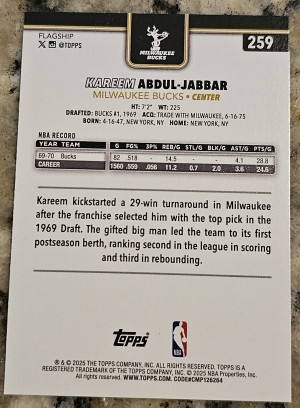 FLAGSHIP
@TOPPS
MILWAUKEE
BUCKS
259
KAREEM ABDUL-JABBAR
MILWAUKEE BUCKS • CENTER
HT: 7'2" WT: 225
DRAFTED: BUCKS #1, 1969 ACQ: TRADE WITH MILWAUKEE, 6-16-75
BORN: 4-16-47, NEW YORK, NY HOME: NEW YORK, NY
NBA RECORD
YEAR TEAM G FG% 3P% REB/G STL/G BLK/G AST/G PTS/G
69-70 Bucks 82 .518 - 14.5 - - 4.1 28.8
CAREER 1560 .559 .056 11.2 0.7 2.0 3.6 24.6
Kareem kickstarted a 29-win turnaround in Milwaukee
after the franchise selected him with the top pick in the
1969 Draft. The gifted big man led the team to its first
postseason berth, ranking second in the league in scoring
and third in rebounding.
Topps
NBA
® & © 2025 THE TOPPS COMPANY, INC. ALL RIGHTS RESERVED. TOPPS IS A
REGISTERED TRADEMARK OF THE TOPPS COMPANY, INC. © 2025 NBA Properties, Inc.
All rights reserved. WWW.TOPPS.COM. CODE#CMP126264